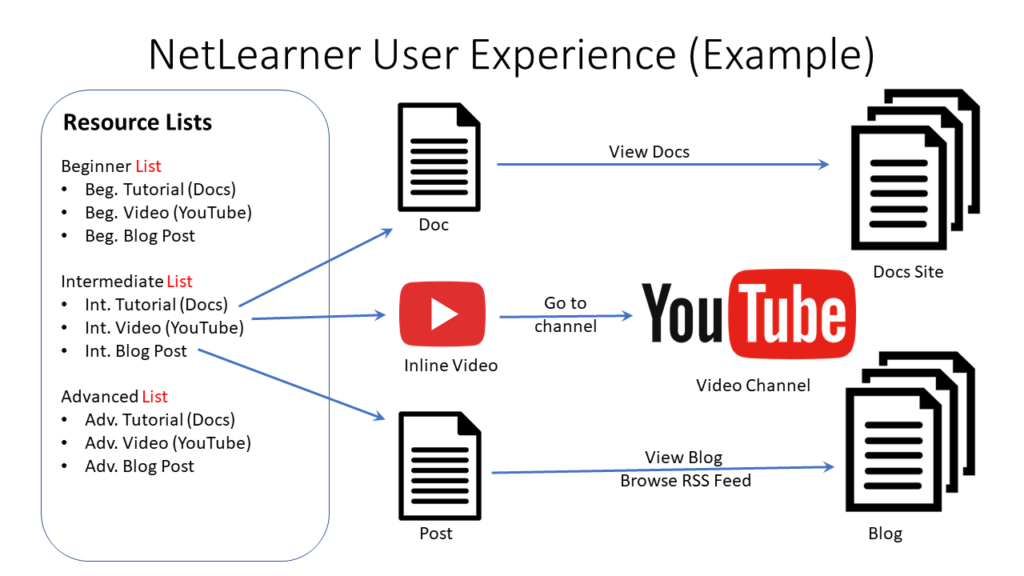 NetLearner User Experience (Example)
Resource Lists
Beginner List
• Beg. Tutorial (Docs)
• Beg. Video (YouTube)
• Beg. Blog Post
Intermediate List
• Int. Tutorial (Docs)
• Int. Video (YouTube)
• Int. Blog Post
Advanced List
• Adv. Tutorial (Docs)
• Adv. Video (YouTube)
• Adv. Blog Post
Doc
View Docs
Docs Site
Inline Video
Go to
channel
YouTube
Video Channel
Post
View Blog
Browse RSS Feed
Blog